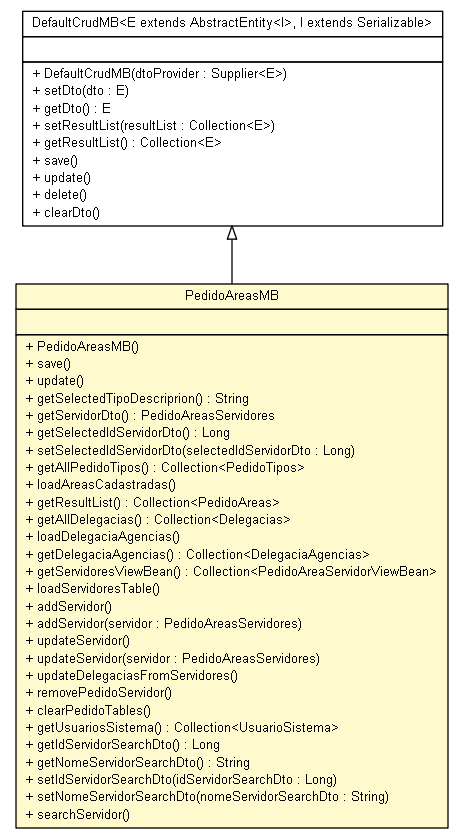 DefaultCrudMB<E extends AbstractEntity<I>, I extends Serializable>
+ DefaultCrudMB(dtoProvider : Supplier<E>)
+ setDto(dto : E)
+ getDto() : E
+ setResultList(resultList : Collection<E>)
+ getResultList() : Collection<E>
+ save()
+ update()
+ delete()
+ clearDto()
PedidoAreasMB
+ PedidoAreasMB()
+ save()
+ update()
+ getSelectedTipoDescriprion() : String
+ getServidorDto() : PedidoAreasServidores
+ getSelectedIdServidorDto() : Long
+ setSelectedIdServidorDto(selectedIdServidorDto : Long)
+ getAllPedidoTipos() : Collection<PedidoTipos>
+ loadAreasCadastradas()
+ getResultList() : Collection<PedidoAreas>
+ getAllDelegacias() : Collection<Delegacias>
+ loadDelegaciaAgencias()
+ getDelegaciaAgencias() : Collection<DelegaciaAgencias>
+ getServidoresViewBean() : Collection<PedidoAreaServidorViewBean>
+ loadServidoresTable()
+ addServidor()
+ addServidor(servidor : PedidoAreasServidores)
+ updateServidor()
+ updateServidor(servidor : PedidoAreasServidores)
+ updateDelegaciasFromServidores()
+ removePedidoServidor()
+ clearPedidoTables()
+ getUsuariosSistema() : Collection<UsuarioSistema>
+ getIdServidorSearchDto() : Long
+ getNomeServidorSearchDto() : String
+ setIdServidorSearchDto(idServidorSearchDto : Long)
+ setNomeServidorSearchDto(nomeServidorSearchDto : String)
+ searchServidor()